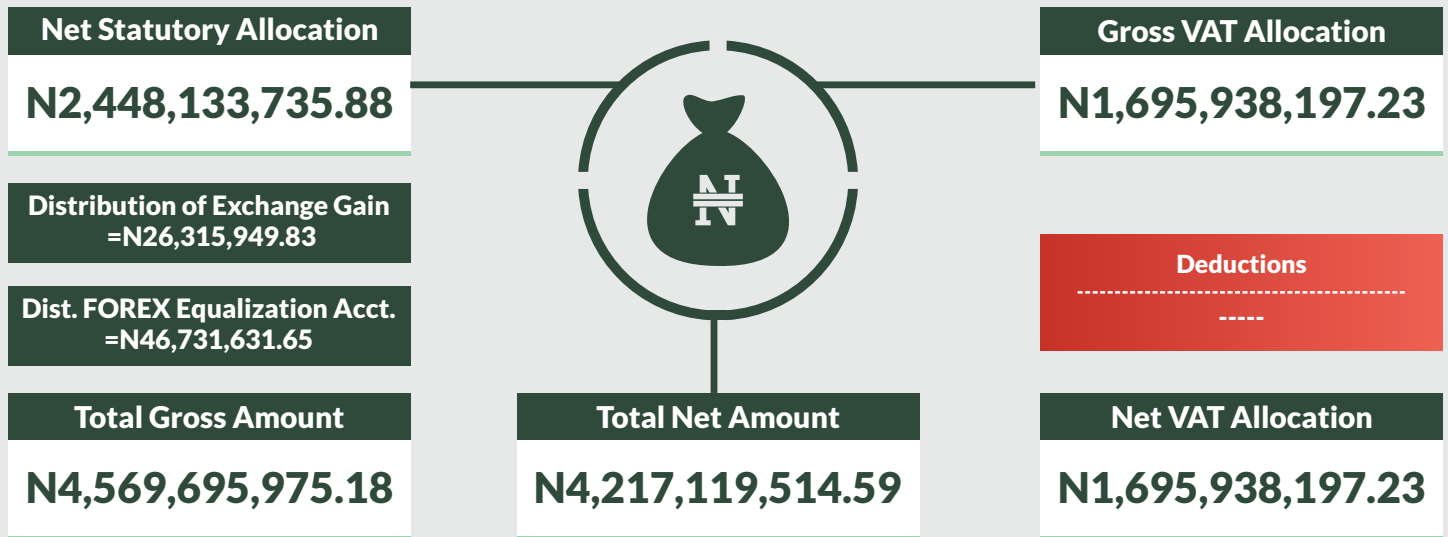 Net Statutory Allocation
N2,448,133,735.88
Distribution of Exchange Gain
=N26,315,949.83
Dist. FOREX Equalization Acct.
=N46,731,631.65
Total Gross Amount
N4,569,695,975.18
₦
Total Net Amount
N4,217,119,514.59
Gross VAT Allocation
N1,695,938,197.23
Deductions
--------------------------------------------
-----
Net VAT Allocation
N1,695,938,197.23